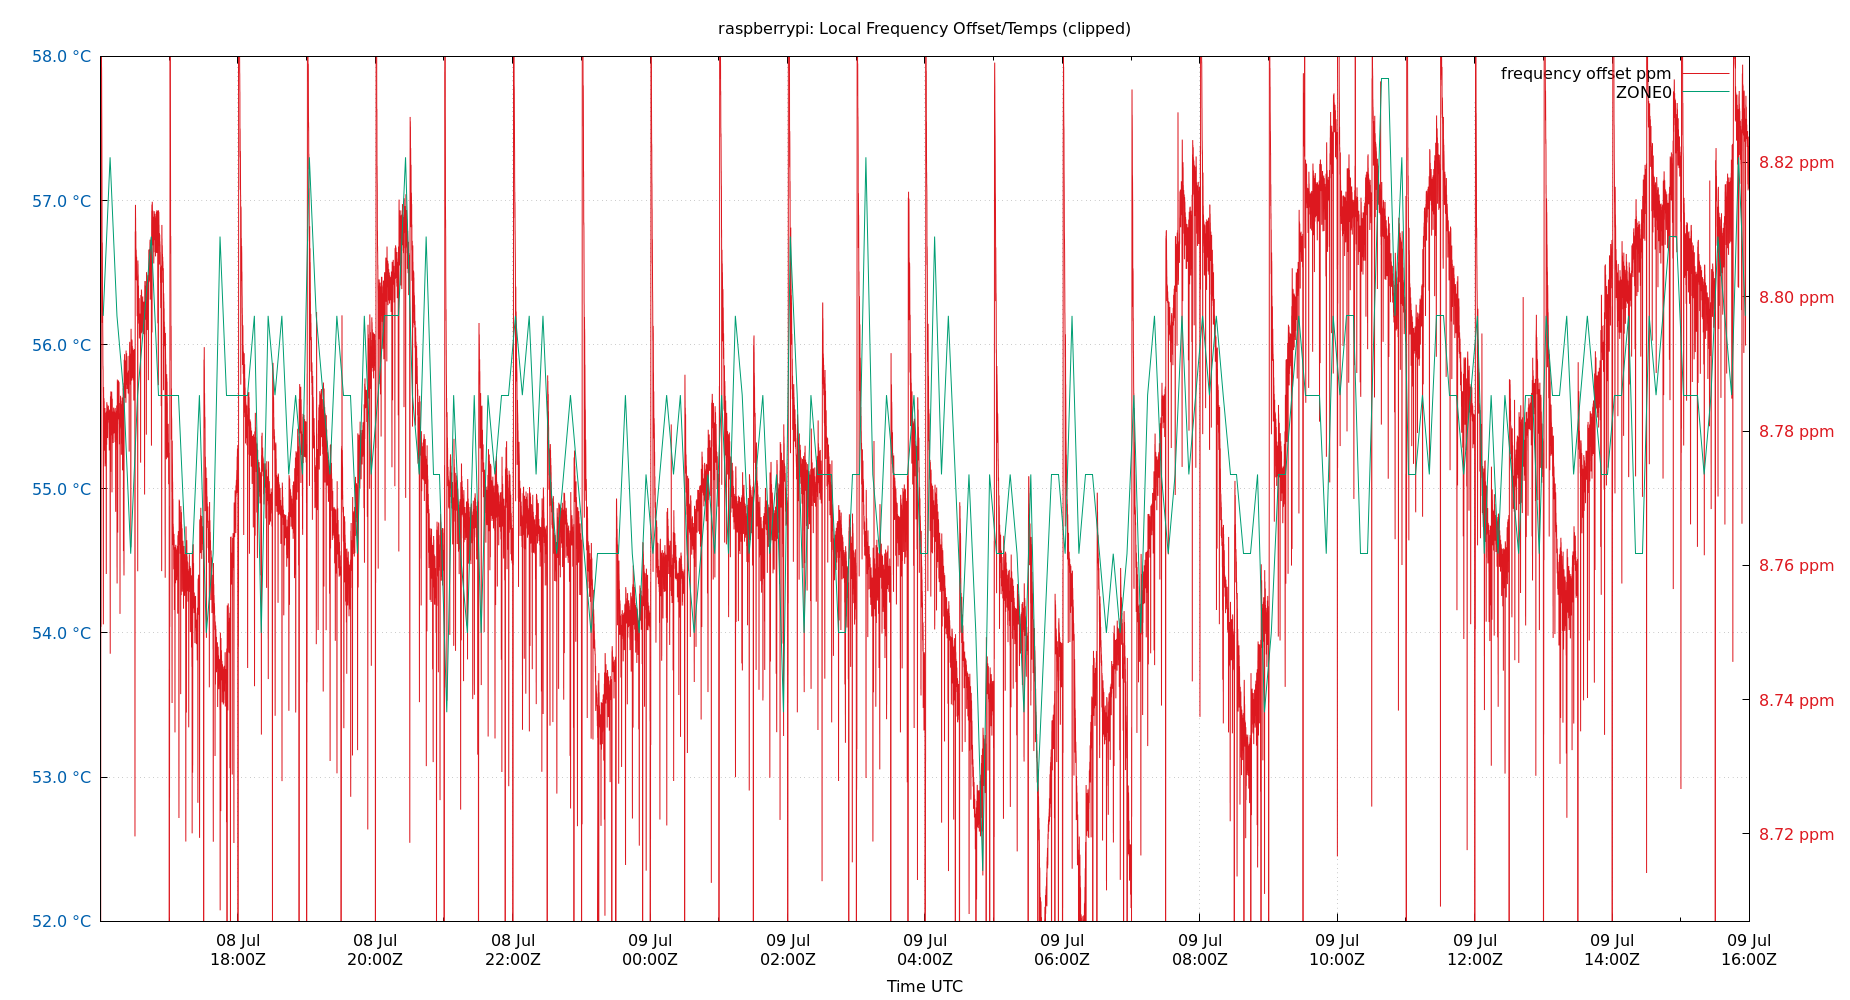 raspberrypi: Local Frequency Offset/Temps (clipped)
frequency offset ppm
ZONE0
58.0 °C
57.0 °C
56.0 °C
55.0 °C
54.0 °C
53.0 °C
52.0 °C
8.82 ppm
8.80 ppm
8.78 ppm
8.76 ppm
8.74 ppm
8.72 ppm
08 Jul
18:00Z
08 Jul
20:00Z
08 Jul
22:00Z
09 Jul
00:00Z
09 Jul
02:00Z
09 Jul
04:00Z
09 Jul
06:00Z
09 Jul
08:00Z
09 Jul
10:00Z
09 Jul
12:00Z
09 Jul
14:00Z
09 Jul
16:00Z
Time UTC